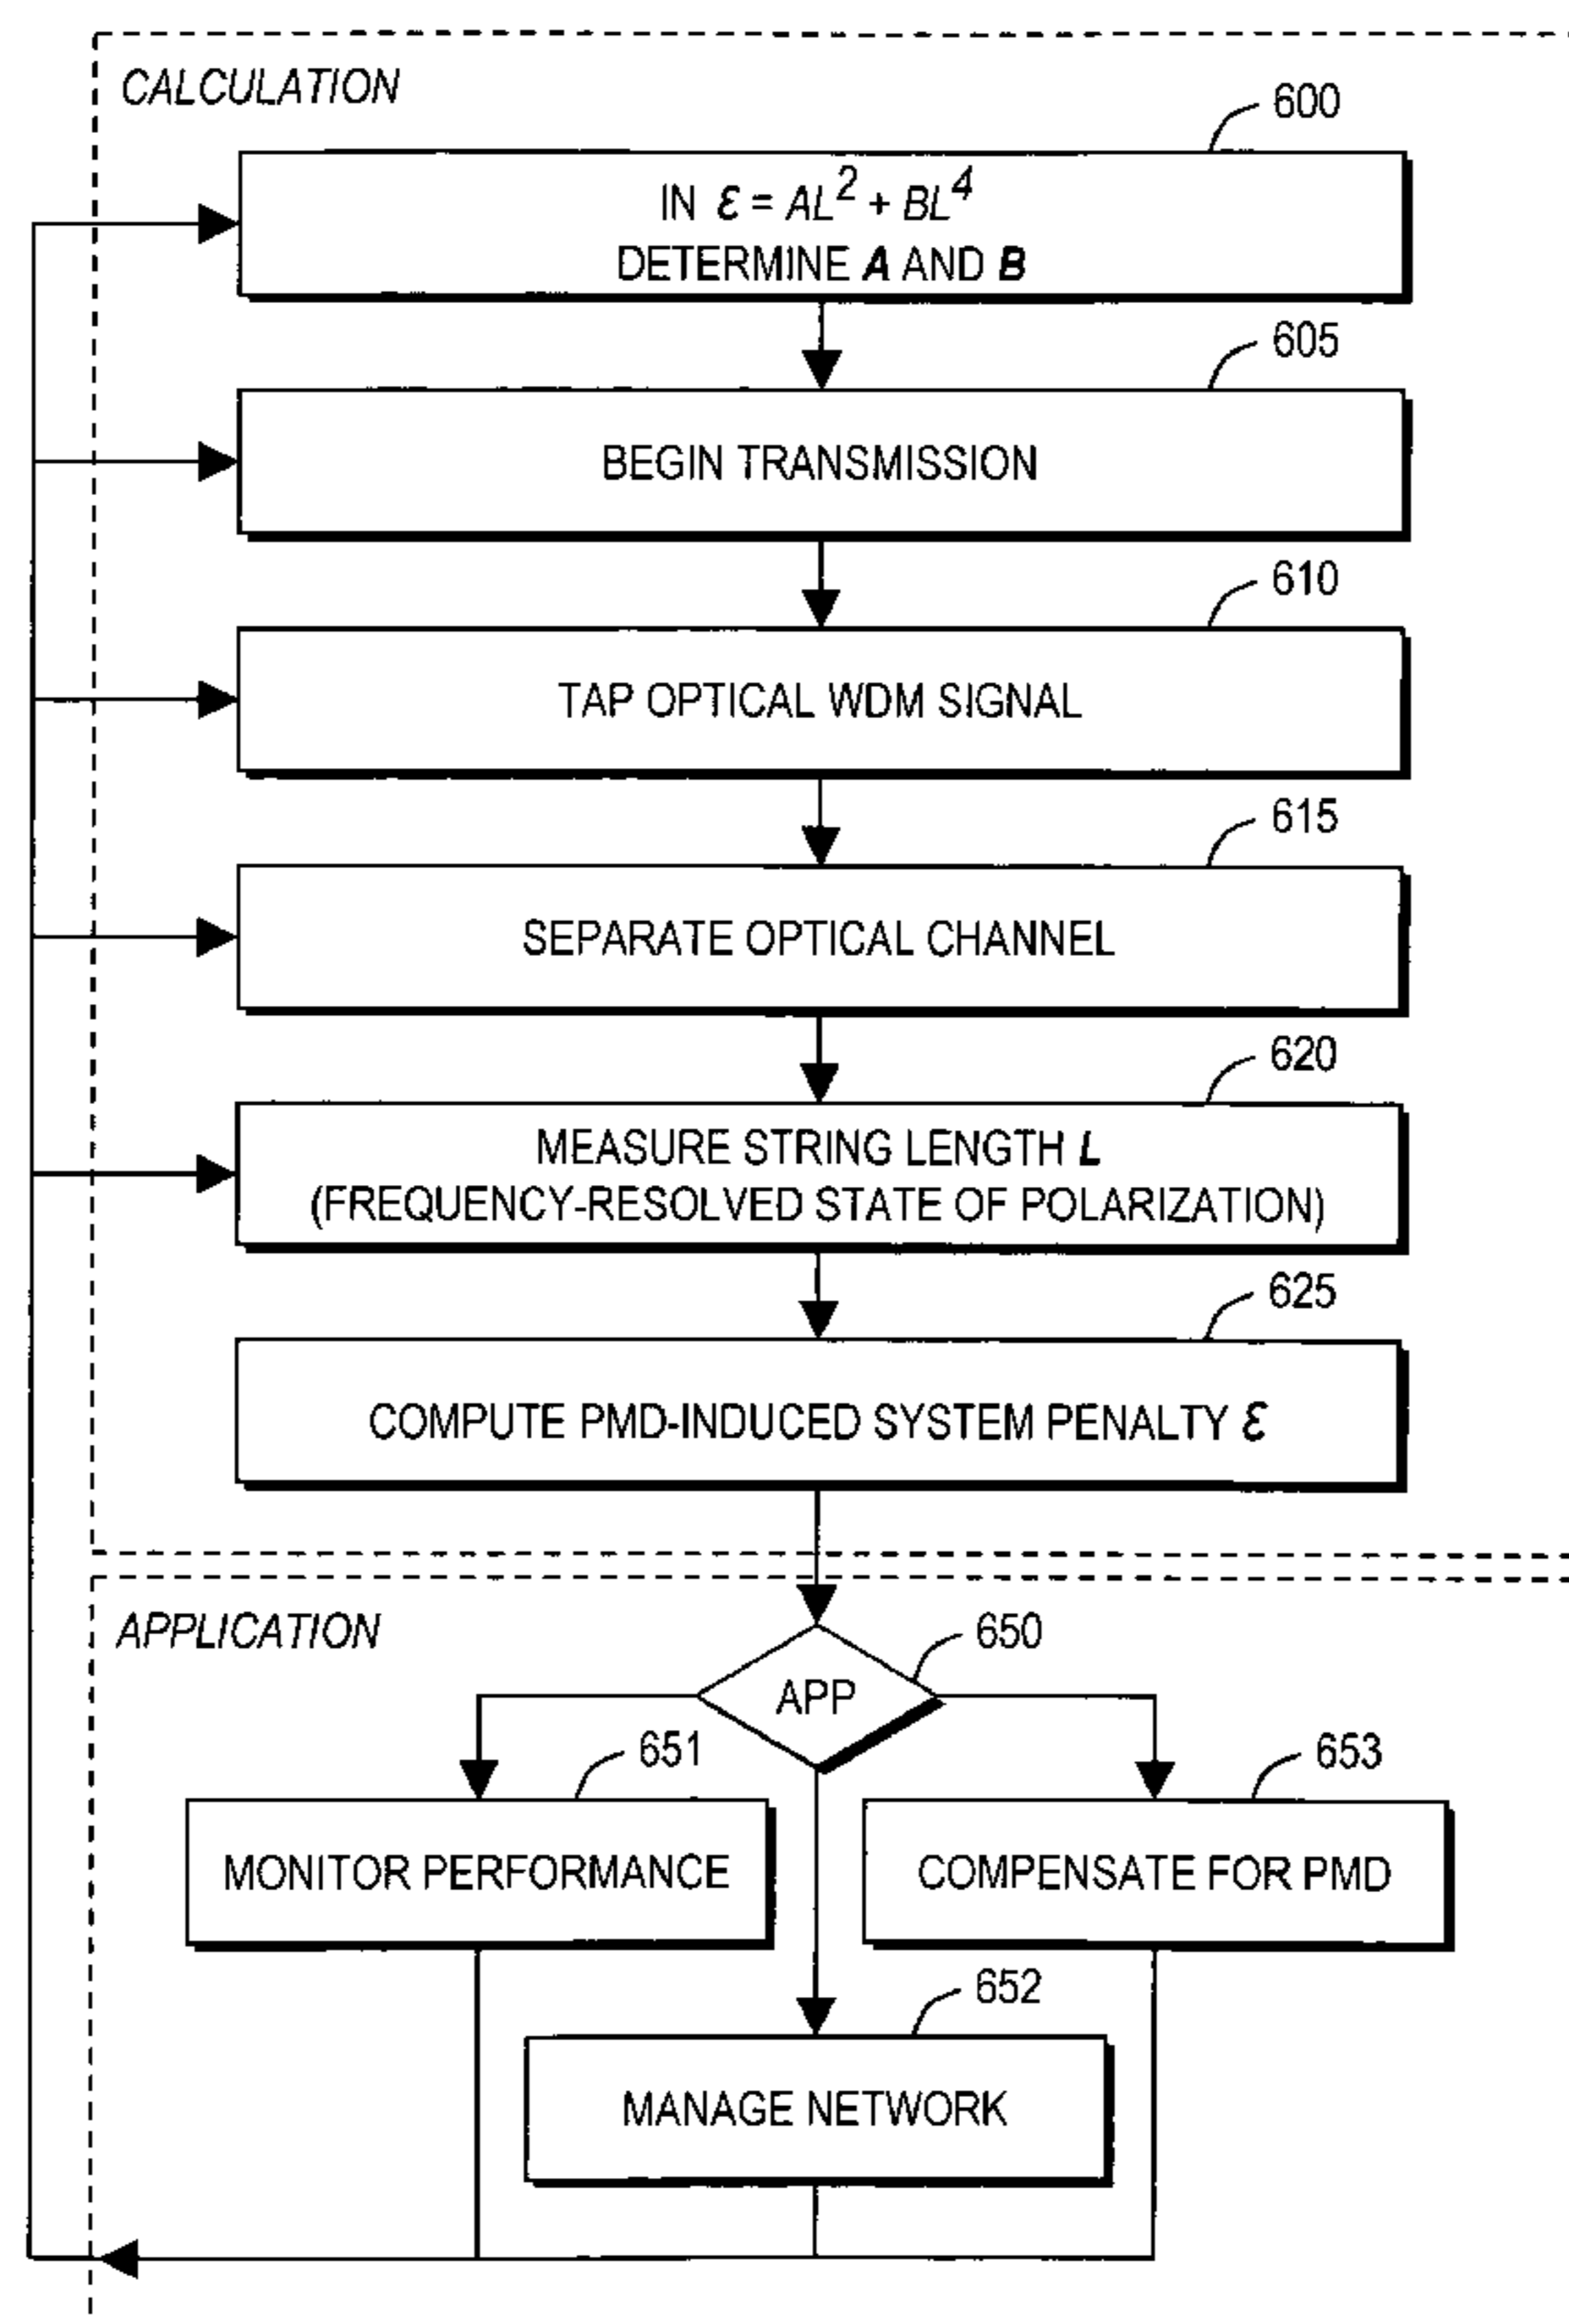 CALCULATION
600
IN ε = AL² + BL⁴
DETERMINE A AND B
605
BEGIN TRANSMISSION
610
TAP OPTICAL WDM SIGNAL
615
SEPARATE OPTICAL CHANNEL
620
MEASURE STRING LENGTH L
(FREQUENCY-RESOLVED STATE OF POLARIZATION)
625
COMPUTE PMD-INDUCED SYSTEM PENALTY ε
APPLICATION
650
APP
651
653
MONITOR PERFORMANCE
COMPENSATE FOR PMD
652
MANAGE NETWORK